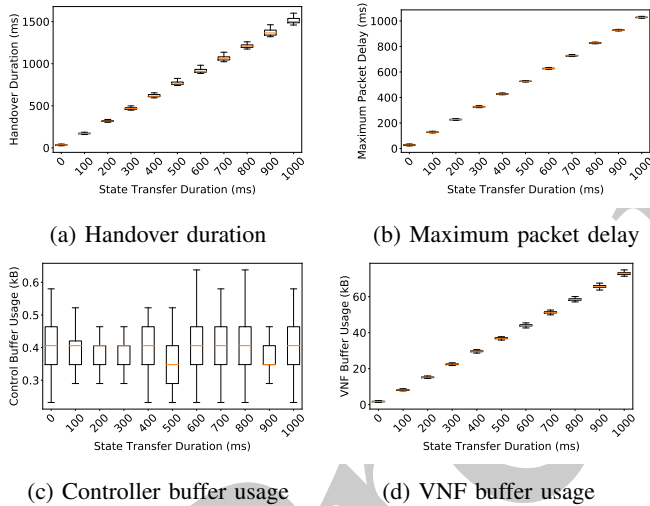 1500
1000
500
0
Handover Duration (ms)
0 100 200 300 400 500 600 700 800 900 1000
State Transfer Duration (ms)
(a) Handover duration
1000
800
600
400
200
0
Maximum Packet Delay (ms)
0 100 200 300 400 500 600 700 800 900 1000
State Transfer Duration (ms)
(b) Maximum packet delay
0.6
0.5
0.4
0.3
Control Buffer Usage (kB)
0 100 200 300 400 500 600 700 800 900 1000
State Transfer Duration (ms)
(c) Controller buffer usage
60
40
20
0
VNF Buffer Usage (kB)
0 100 200 300 400 500 600 700 800 900 1000
State Transfer Duration (ms)
(d) VNF buffer usage